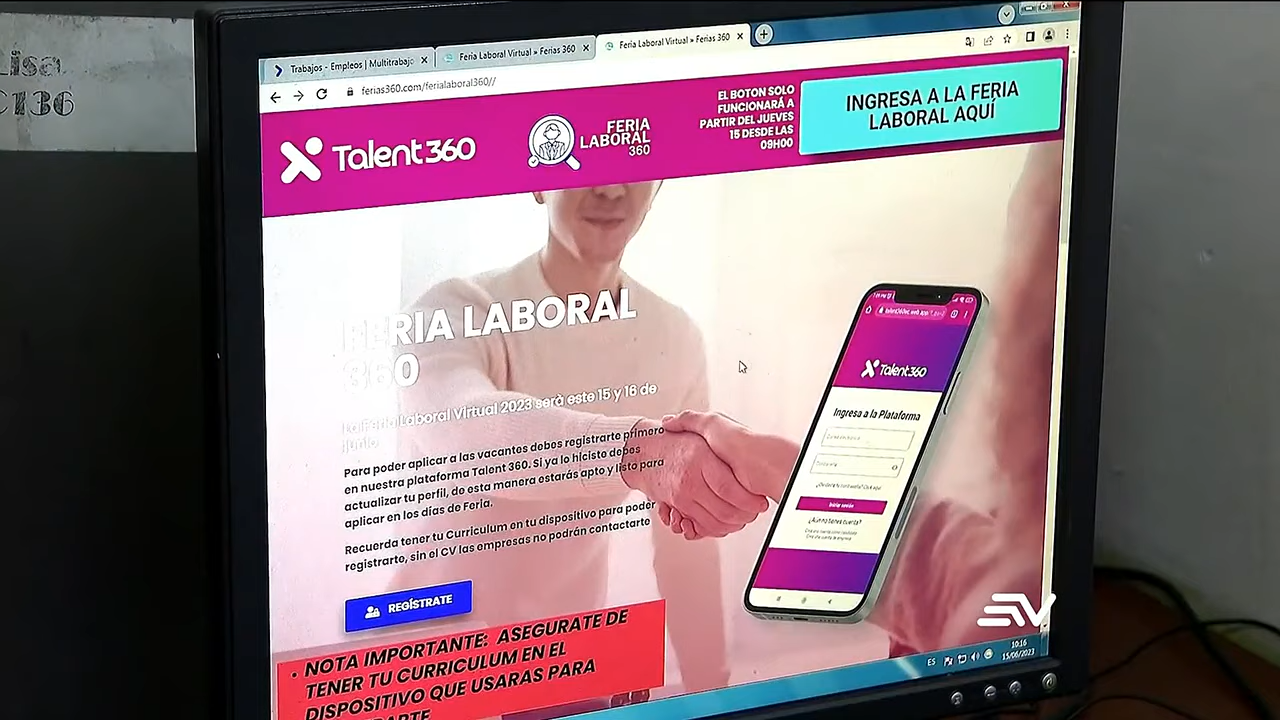 Lisa
C136
Trabajos - Empleos | Multitrabajo
Feria Laboral Virtual » Ferias 360
Feria Laboral Virtual » Ferias 360
ferias360.com/ferialaboral360//
Talent360
FERIA
LABORAL
360
EL BOTON SOLO
FUNCIONARÁ A
PARTIR DEL JUEVES
15 DESDE LAS
09H00
INGRESA A LA FERIA
LABORAL AQUÍ
FERIA LABORAL
360
La Feria Laboral Virtual 2023 serà este 15 y 16 de
junio
Para poder aplicar a las vacantes debes registrarte primero
en nuestra plataforma Talent 360. Si ya lo hiciste debes
actualizar tu perfil, de esta manera estarás apto y listo para
aplicar en los días de Feria.
Recuerda tener tu Curriculum en tu dispositivo para poder
registrarto, sin el CV las empresas no podrán contactarte
REGÍSTRATE
NOTA IMPORTANTE: ASEGURATE DE
TENER TU CURRICULUM EN EL
DISPOSITIVO QUE USARAS PARA
Talent360
Ingresa a la Plataforma
Iniciar sesión
¿Aún no tienes cuenta?
ES
10:16
15/06/2023